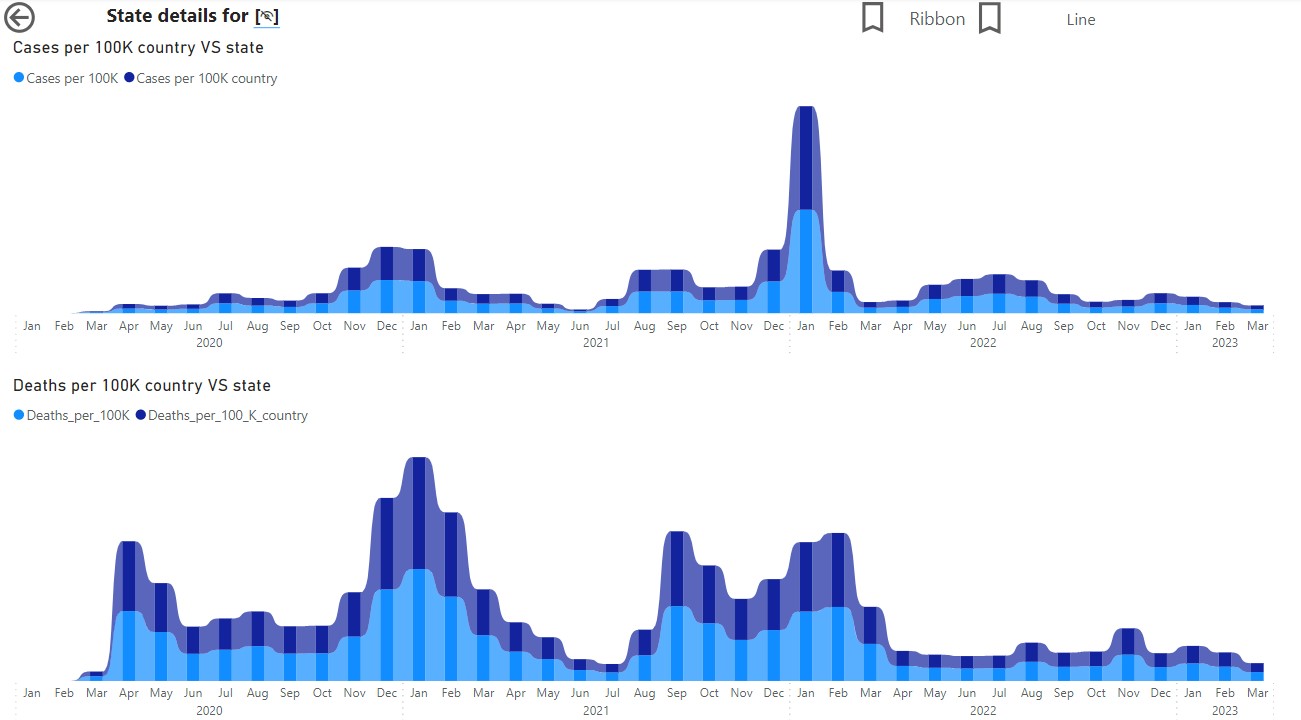 State details for [ ]
Ribbon
Line
Cases per 100K country VS state
Cases per 100K Cases per 100K country
Jan Feb Mar Apr May Jun Jul Aug Sep Oct Nov Dec Jan Feb Mar Apr May Jun Jul Aug Sep Oct Nov Dec Jan Feb Mar Apr May Jun Jul Aug Sep Oct Nov Dec Jan Feb Mar
2020 2021 2022 2023
Deaths per 100K country VS state
Deaths_per_100K Deaths_per_100_K_country
Jan Feb Mar Apr May Jun Jul Aug Sep Oct Nov Dec Jan Feb Mar Apr May Jun Jul Aug Sep Oct Nov Dec Jan Feb Mar Apr May Jun Jul Aug Sep Oct Nov Dec Jan Feb Mar
2020 2021 2022 2023